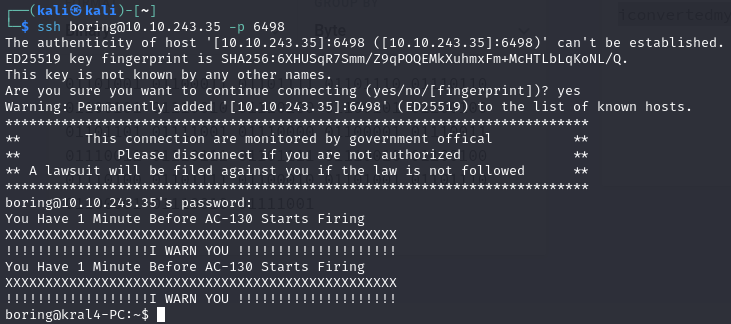 ┌──(kali㉿kali)-[~]
└─$ ssh boring@10.10.243.35 -p 6498
The authenticity of host '[10.10.243.35]:6498 ([10.10.243.35]:6498)' can't be established.
ED25519 key fingerprint is SHA256:6XHUSqR7Smm/Z9qPOQEMkXuhmxFm+McHTLbLqKoNL/Q.
This key is not known by any other names.
Are you sure you want to continue connecting (yes/no/[fingerprint])? yes
Warning: Permanently added '[10.10.243.35]:6498' (ED25519) to the list of known hosts.
************************************************************************
** This connection are monitored by government offical **
** Please disconnect if you are not authorized **
** A lawsuit will be filed against you if the law is not followed **
************************************************************************
boring@10.10.243.35's password:
You Have 1 Minute Before AC-130 Starts Firing
XXXXXXXXXXXXXXXXXXXXXXXXXXXXXXXXXXXXXXXXXXXXXXXXX
!!!!!!!!!!!!!!!!!!I WARN YOU !!!!!!!!!!!!!!!!!!!!
You Have 1 Minute Before AC-130 Starts Firing
XXXXXXXXXXXXXXXXXXXXXXXXXXXXXXXXXXXXXXXXXXXXXXXXX
!!!!!!!!!!!!!!!!!!I WARN YOU !!!!!!!!!!!!!!!!!!!!
boring@kral4-PC:~$